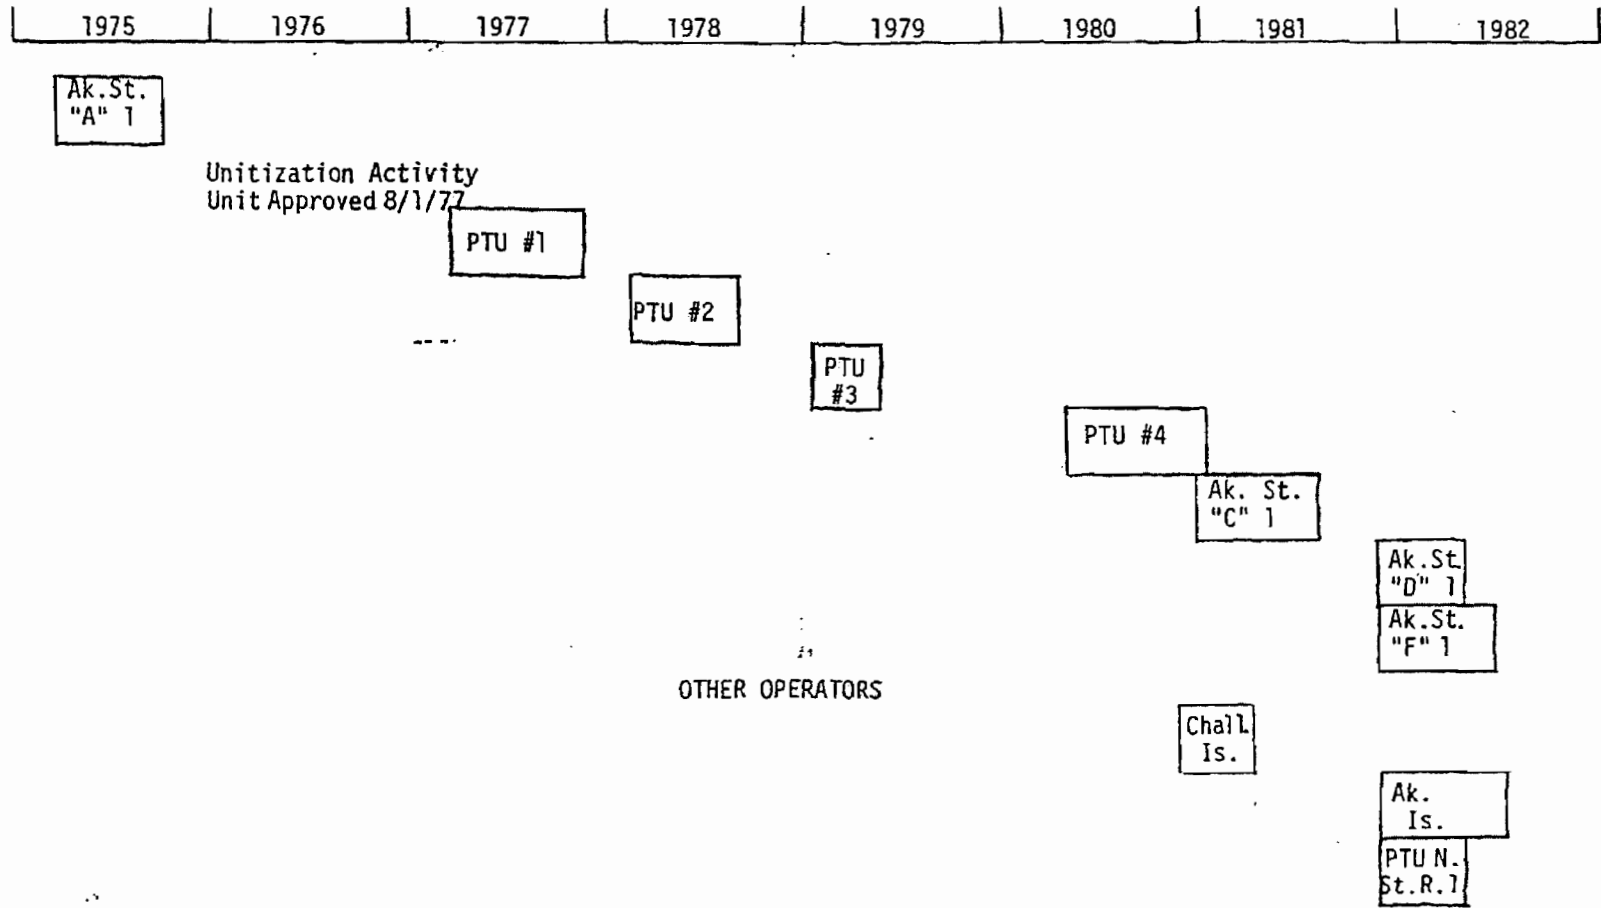 1975 1976 1977 1978 1979 1980 1981 1982
Ak.St.
"A" 1
Unitization Activity
Unit Approved 8/1/77
PTU #1
PTU #2
PTU
#3
PTU #4
Ak. St.
"C" 1
Ak.St.
"D" 1
Ak.St.
"F" 1
OTHER OPERATORS
Chall.
Is.
Ak.
Is.
PTU N.
St.R.1